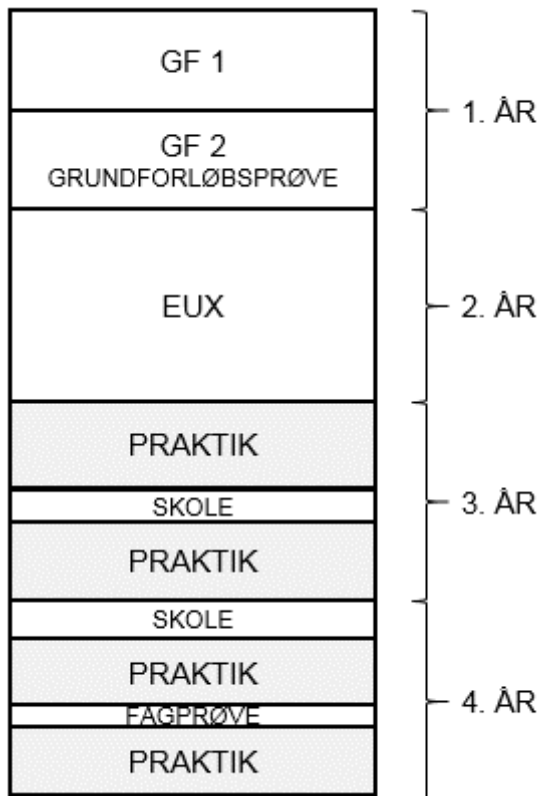 GF 1
1. ÅR
GF 2
GRUNDFORLØBSPRØVE
EUX
2. ÅR
PRAKTIK
SKOLE
3. ÅR
PRAKTIK
SKOLE
PRAKTIK
4. ÅR
FAGPRØVE
PRAKTIK